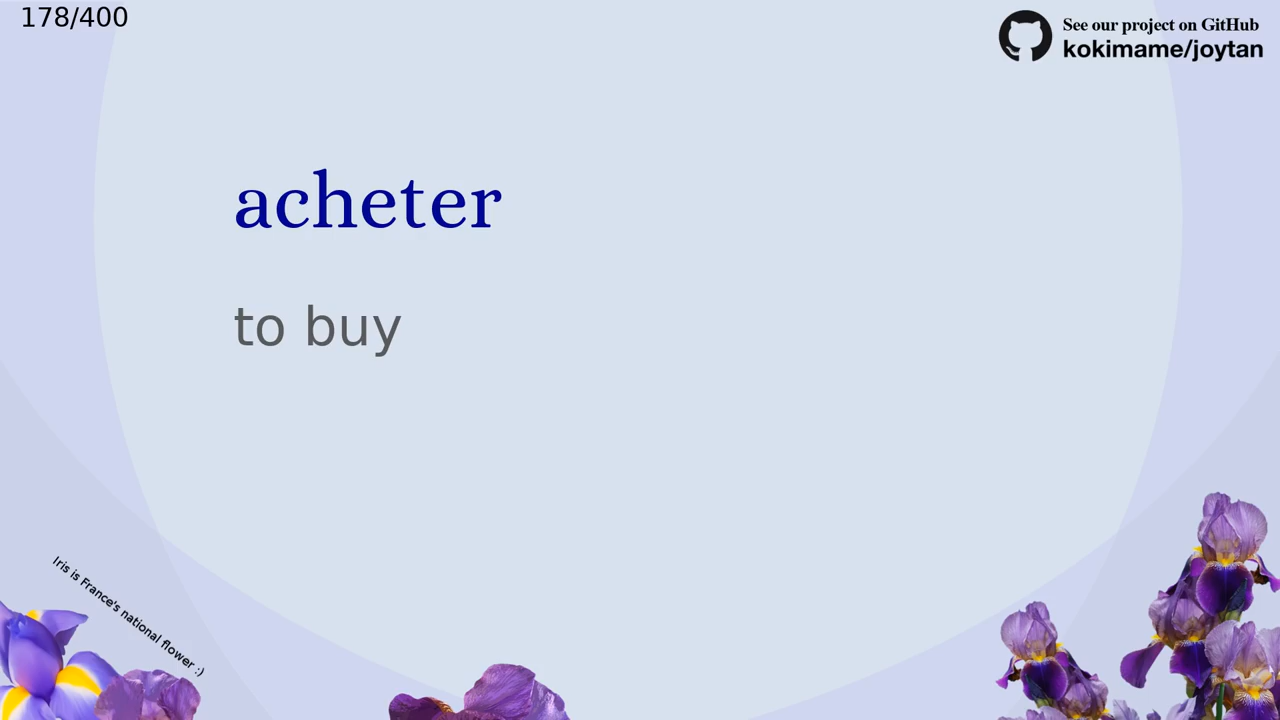 178/400
See our project on GitHub
kokimame/joytan
acheter
to buy
Iris is France's national flower :)